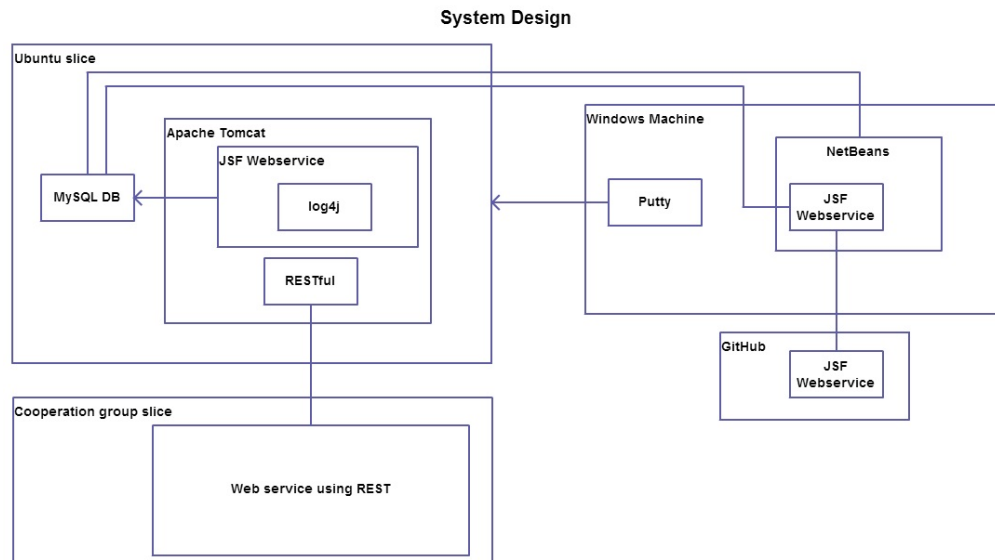 System Design
Ubuntu slice
Apache Tomcat
JSF Webservice
log4j
MySQL DB
RESTful
Windows Machine
NetBeans
Putty
JSF
Webservice
GitHub
JSF
Webservice
Cooperation group slice
Web service using REST